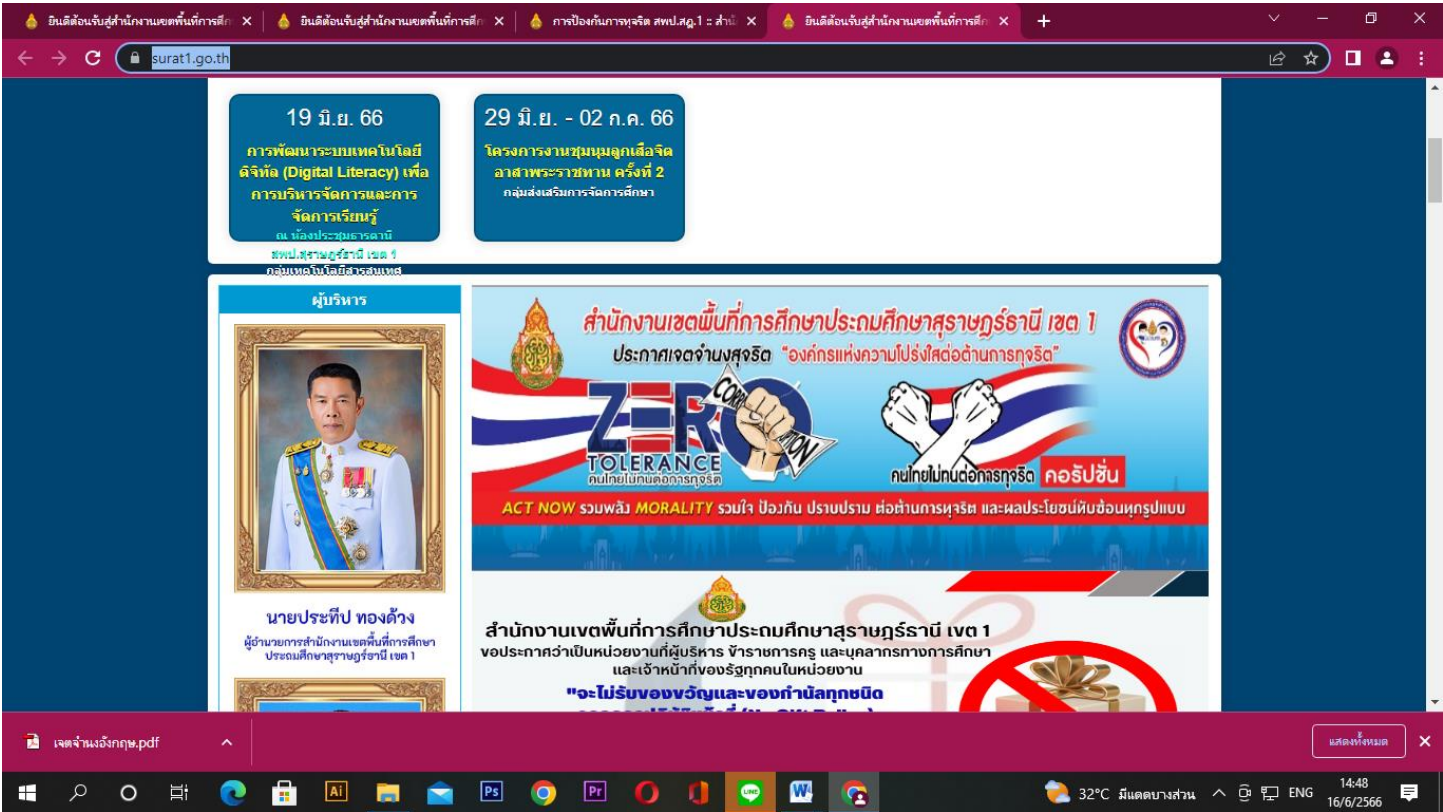 ยินดีต้อนรับสู่สำนักงานเขตพื้นที่การศึก
ยินดีต้อนรับสู่สำนักงานเขตพื้นที่การศึก
การป้องกันการทุจริต สพป.สฎ.1 :: สำนั
ยินดีต้อนรับสู่สำนักงานเขตพื้นที่การศึก
surat1.go.th
19 มิ.ย. 66
การพัฒนาระบบเทคโนโลยี
ดิจิทัล (Digital Literacy) เพื่อ
การบริหารจัดการและการ
จัดการเรียนรู้
ณ ห้องประชุมธารตาปี
สพป.สุราษฎร์ธานี เขต 1
กลุ่มเทคโนโลยีสารสนเทศ
29 มิ.ย. - 02 ก.ค. 66
โครงการงานชุมนุมลูกเสือจิต
อาสาพระราชทาน ครั้งที่ 2
กลุ่มส่งเสริมการจัดการศึกษา
ผู้บริหาร
นายประทีป ทองด้วง
ผู้อำนวยการสำนักงานเขตพื้นที่การศึกษา
ประถมศึกษาสุราษฎร์ธานี เขต 1
สำนักงานเขตพื้นที่การศึกษาประถมศึกษาสุราษฎร์ธานี เขต 1
ประกาศเจตจำนงสุจริต "องค์กรแห่งความโปร่งใสต่อต้านการทุจริต"
ZERO
CORRUPTION
TOLERANCE
คนไทยไม่ทนต่อการทุจริต
คนไทยไม่ทนต่อการทุจริต คอรัปชั่น
ACT NOW รวมพลัง MORALITY รวมใจ ป้องกัน ปราบปราม ต่อต้านการทุจริต และผลประโยชน์ทับซ้อนทุกรูปแบบ
สำนักงานเขตพื้นที่การศึกษาประถมศึกษาสุราษฎร์ธานี เขต 1
ขอประกาศว่าเป็นหน่วยงานที่ผู้บริหาร ข้าราชการครู และบุคลากรทางการศึกษา
และเจ้าหน้าที่ของรัฐทุกคนในหน่วยงาน
"จะไม่รับของขวัญและของกำนัลทุกชนิด
เจตจำนงอังกฤษ.pdf
แสดงทั้งหมด
32°C มีแดดบางส่วน
ENG
14:48
16/6/2566